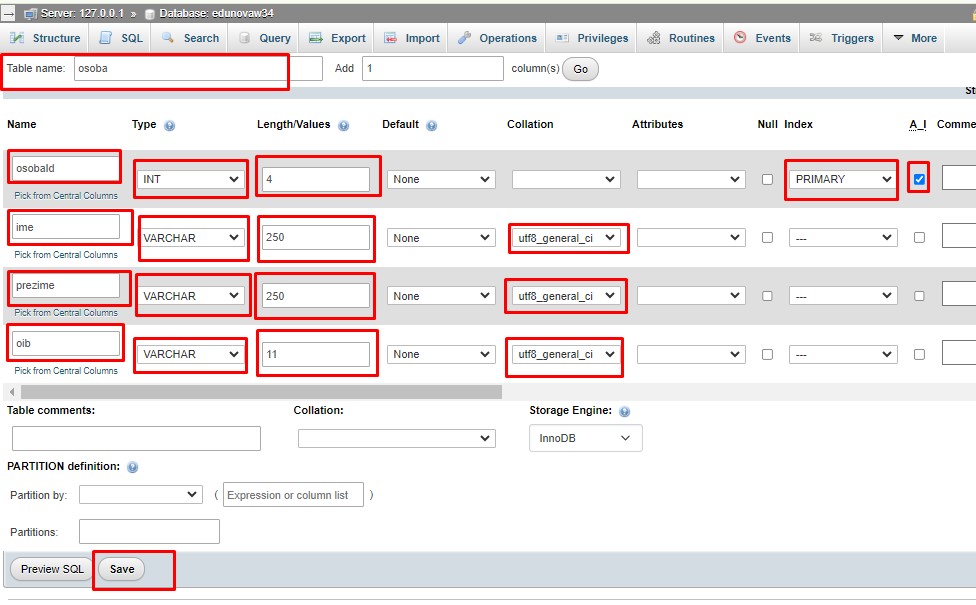 Server: 127.0.0.1 » Database: edunovaw34
Structure SQL Search Query Export Import Operations Privileges Routines Events Triggers More
Table name: osoba Add 1 column(s) Go
St
Name Type Length/Values Default Collation Attributes Null Index A_I Comme
osobaId INT 4 None PRIMARY
Pick from Central Columns
ime VARCHAR 250 None utf8_general_ci ---
Pick from Central Columns
prezime VARCHAR 250 None utf8_general_ci ---
Pick from Central Columns
oib VARCHAR 11 None utf8_general_ci ---
Pick from Central Columns
Table comments: Collation: Storage Engine:
InnoDB
PARTITION definition:
Partition by: ( Expression or column list )
Partitions:
Preview SQL Save